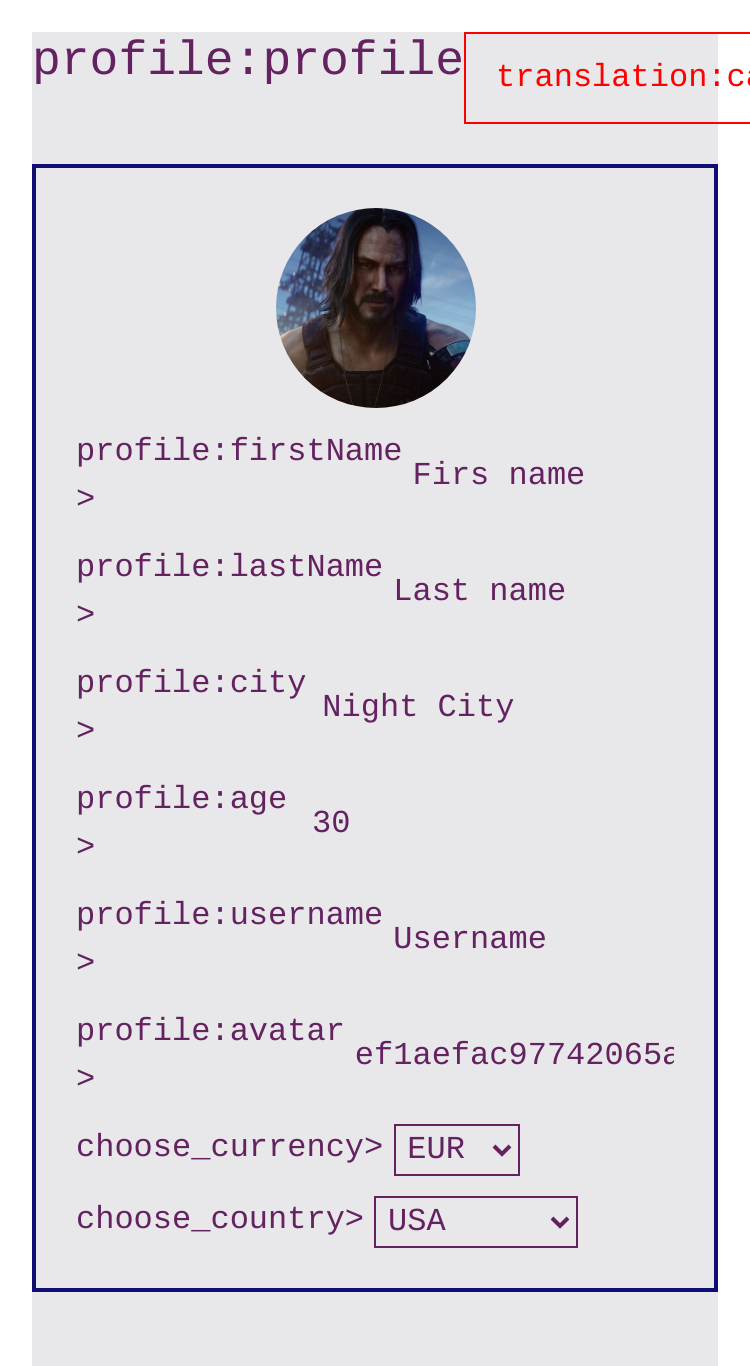 profile:profile translation:ca
profile:firstName
> Firs name
profile:lastName
> Last name
profile:city
> Night City
profile:age
> 30
profile:username
> Username
profile:avatar
> ef1aefac97742065a
choose_currency> EUR
choose_country> USA